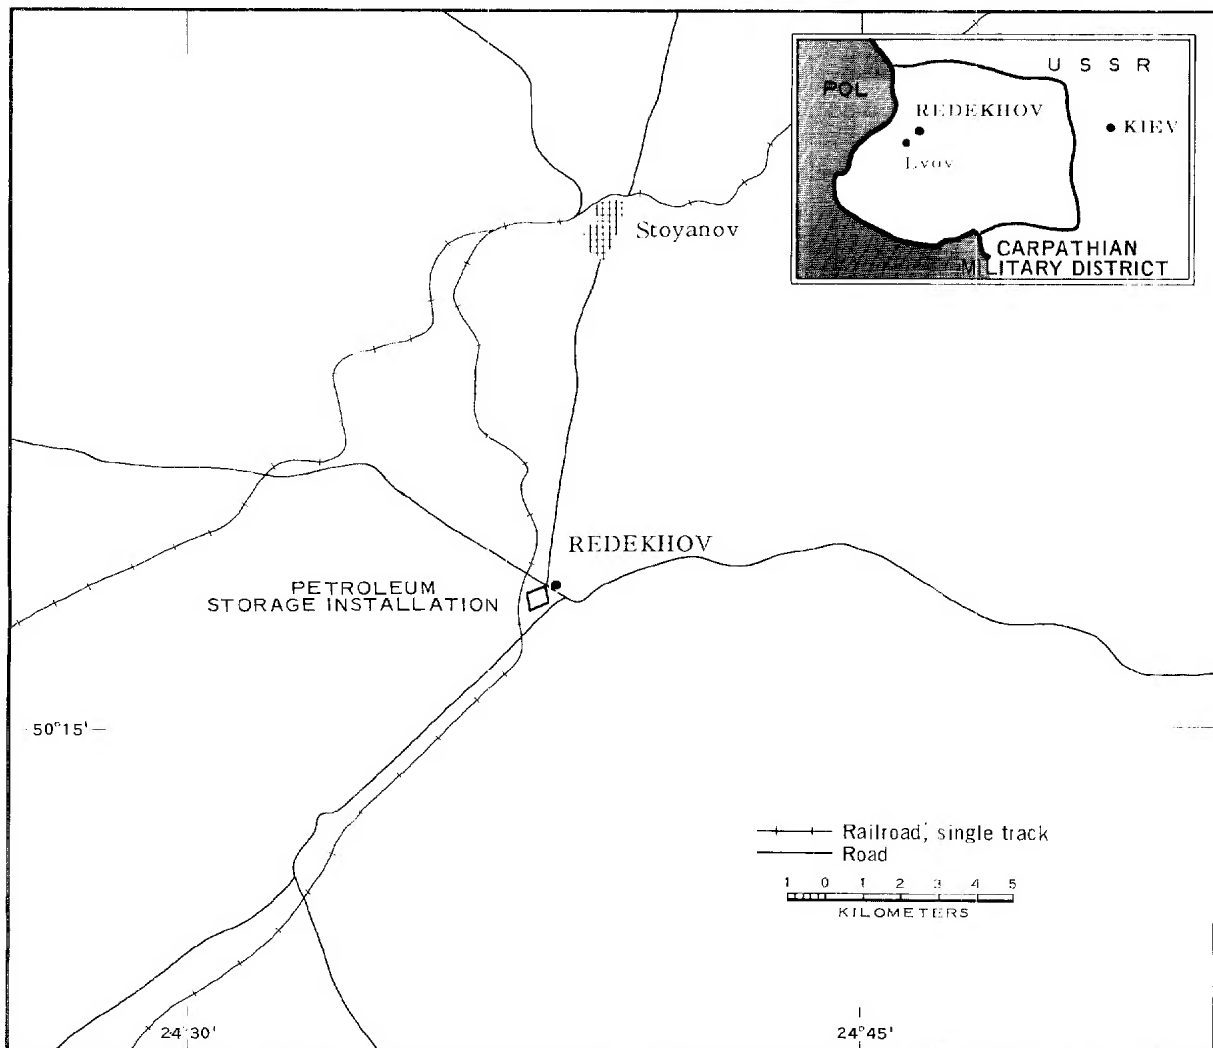 U S S R
POL
REDEKHOV
KIEV
Lvov
CARPATHIAN
MILITARY DISTRICT
Stoyanov
REDEKHOV
PETROLEUM
STORAGE INSTALLATION
50°15'
Railroad, single track
Road
1 0 1 2 3 4 5
KILOMETERS
24°30'
24°45'